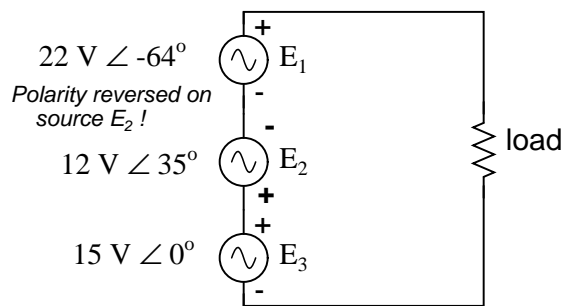 +
22 V ∠ -64° E₁
Polarity reversed on
-
source E₂ !
-
load
12 V ∠ 35° E₂
+
+
15 V ∠ 0° E₃
-